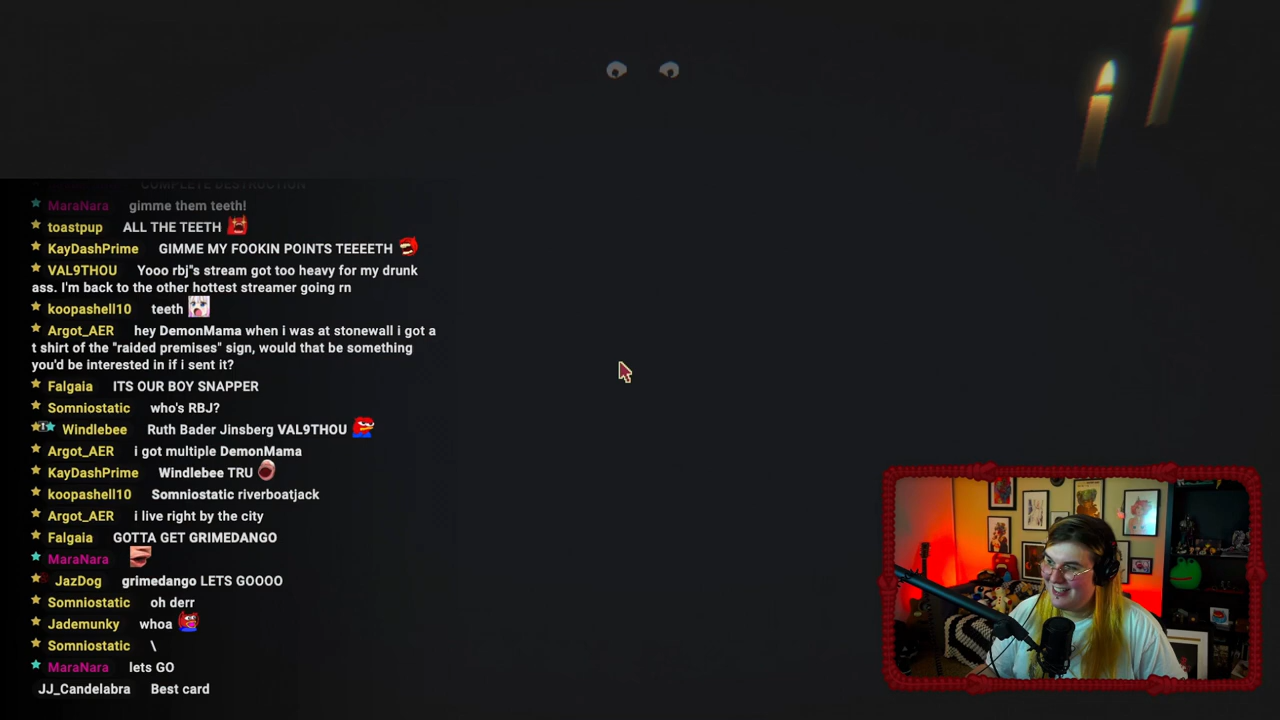 COMPLETE DESTRUCTION
MaraNara gimme them teeth!
toastpup ALL THE TEETH
KayDashPrime GIMME MY FOOKIN POINTS TEEEETH
VAL9THOU Yooo rbj"s stream got too heavy for my drunk
ass. I'm back to the other hottest streamer going rn
koopashell10 teeth
Argot_AER hey DemonMama when i was at stonewall i got a
t shirt of the "raided premises" sign, would that be something
you'd be interested in if i sent it?
Falgaia ITS OUR BOY SNAPPER
Somniostatic who's RBJ?
Windlebee Ruth Bader Jinsberg VAL9THOU
Argot_AER i got multiple DemonMama
KayDashPrime Windlebee TRU
koopashell10 Somniostatic riverboatjack
Argot_AER i live right by the city
Falgaia GOTTA GET GRIMEDANGO
MaraNara
JazDog grimedango LETS GOOOO
Somniostatic oh derr
Jademunky whoa
Somniostatic \
MaraNara lets GO
JJ_Candelabra Best card